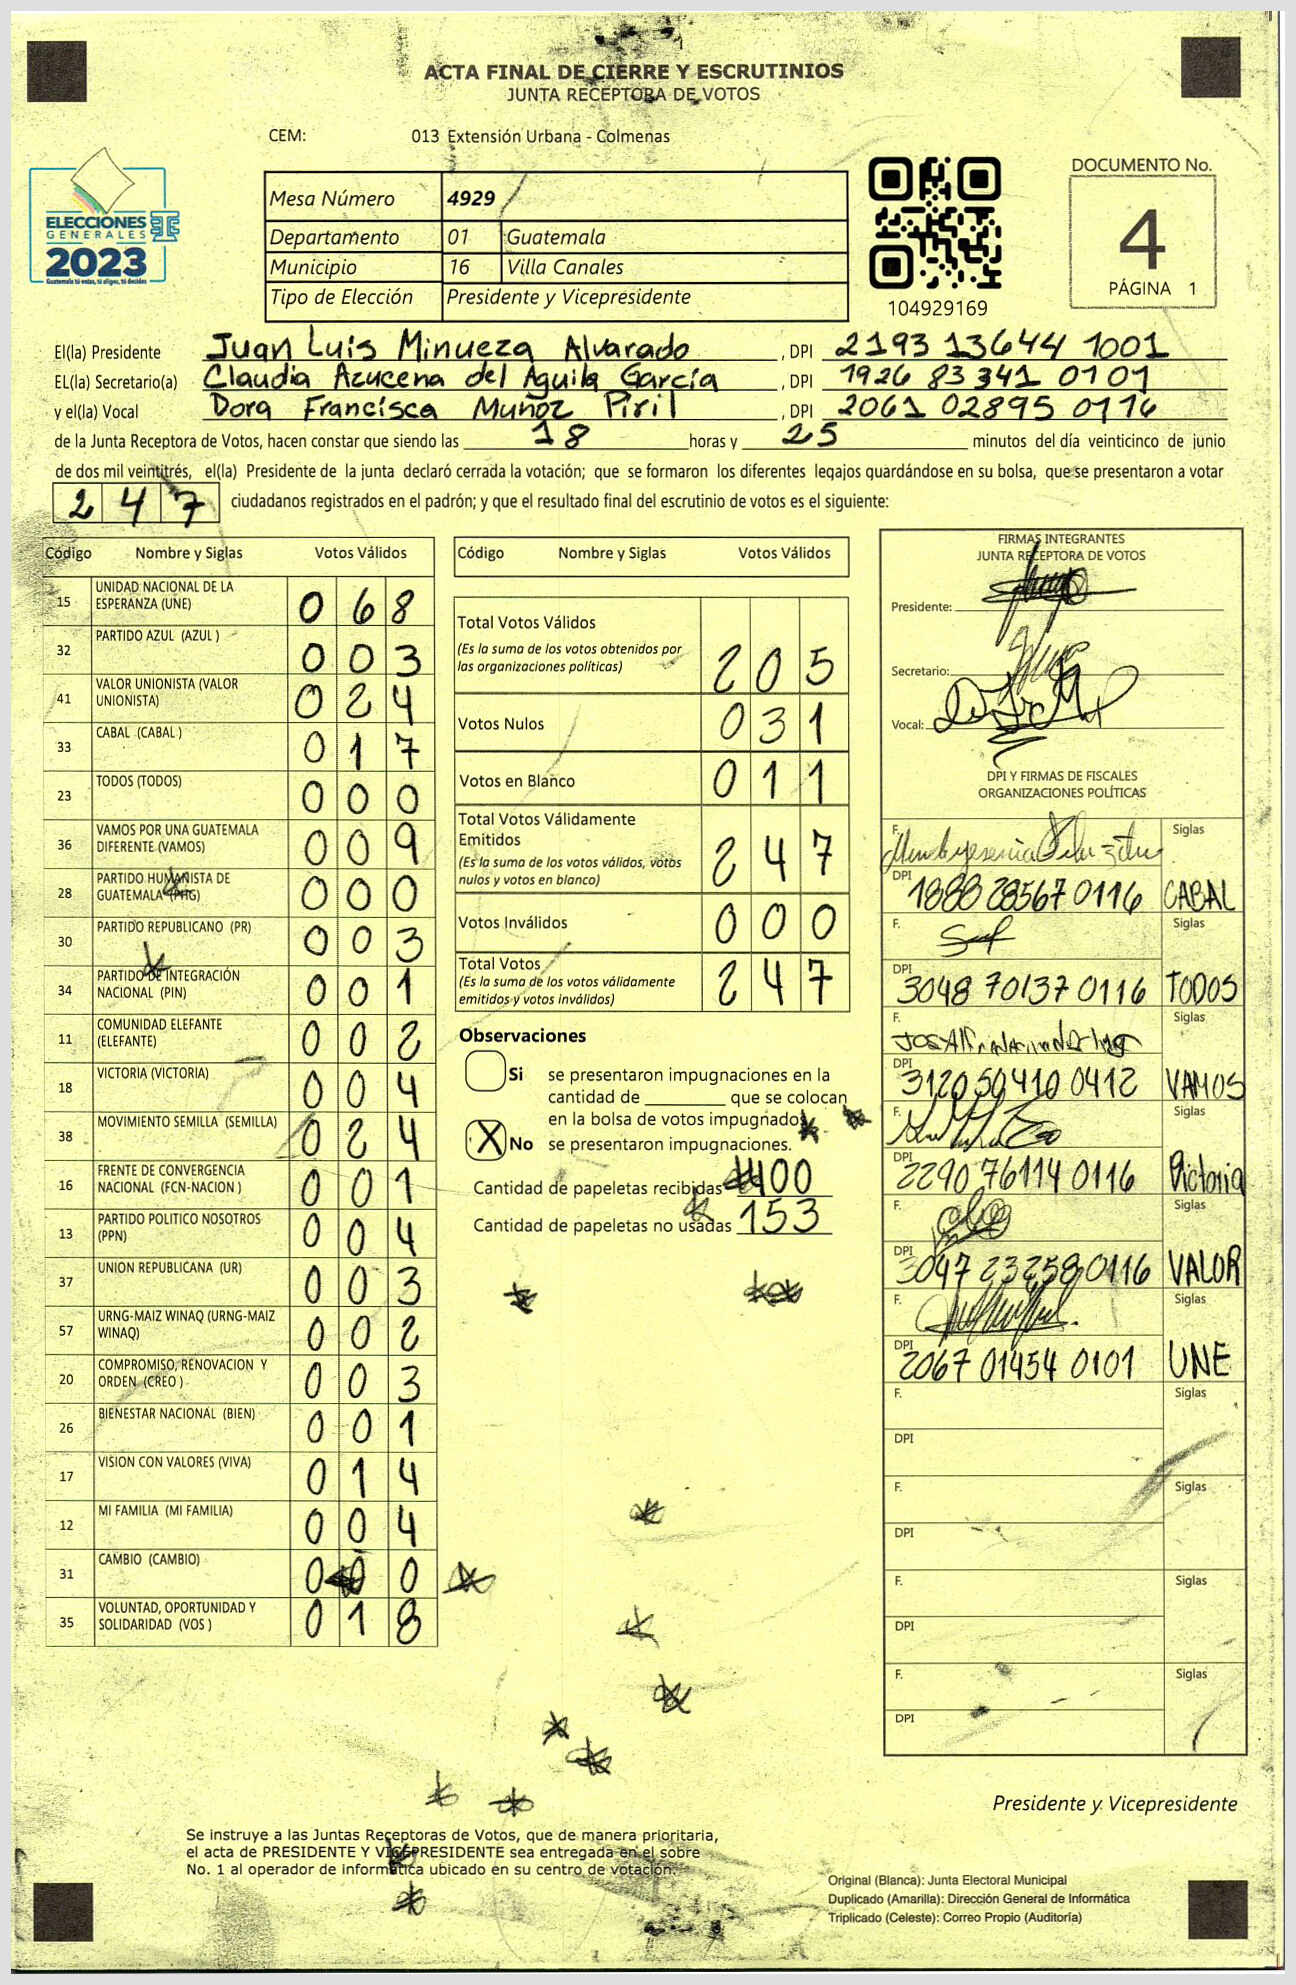 ACTA FINAL DE CIERRE Y ESCRUTINIOS
JUNTA RECEPTORA DE VOTOS
CEM: 013 Extensión Urbana - Colmenas
ELECCIONES
GENERALES
2023
Guatemala tú votas, tú eliges, tú decides
Mesa Número 4929
Departamento 01 Guatemala
Municipio 16 Villa Canales
Tipo de Elección Presidente y Vicepresidente
104929169
DOCUMENTO No.
4
PÁGINA 1
El(la) Presidente Juan Luis Minueza Alvarado , DPI 2193 13644 1001
EL(la) Secretario(a) Claudia Azucena del Aguila García , DPI 1926 83341 0101
y el(la) Vocal Dora Francisca Muñoz Piril , DPI 2061 02895 0116
de la Junta Receptora de Votos, hacen constar que siendo las 18 horas y 25 minutos del día veinticinco de junio
de dos mil veintitrés, el(la) Presidente de la junta declaró cerrada la votación; que se formaron los diferentes legajos guardándose en su bolsa, que se presentaron a votar
247 ciudadanos registrados en el padrón; y que el resultado final del escrutinio de votos es el siguiente:
Código Nombre y Siglas Votos Válidos
15 UNIDAD NACIONAL DE LA ESPERANZA (UNE) 0 6 8
32 PARTIDO AZUL (AZUL ) 0 0 3
41 VALOR UNIONISTA (VALOR UNIONISTA) 0 2 4
33 CABAL (CABAL ) 0 1 7
23 TODOS (TODOS) 0 0 0
36 VAMOS POR UNA GUATEMALA DIFERENTE (VAMOS) 0 0 9
28 PARTIDO HUMANISTA DE GUATEMALA (PHG) 0 0 0
30 PARTIDO REPUBLICANO (PR) 0 0 3
34 PARTIDO DE INTEGRACIÓN NACIONAL (PIN) 0 0 1
11 COMUNIDAD ELEFANTE (ELEFANTE) 0 0 2
18 VICTORIA (VICTORIA) 0 0 4
38 MOVIMIENTO SEMILLA (SEMILLA) 0 2 4
16 FRENTE DE CONVERGENCIA NACIONAL (FCN-NACION ) 0 0 1
13 PARTIDO POLITICO NOSOTROS (PPN) 0 0 4
37 UNION REPUBLICANA (UR) 0 0 3
57 URNG-MAIZ WINAQ (URNG-MAIZ WINAQ) 0 0 2
20 COMPROMISO, RENOVACION Y ORDEN (CREO ) 0 0 3
26 BIENESTAR NACIONAL (BIEN) 0 0 1
17 VISION CON VALORES (VIVA) 0 1 4
12 MI FAMILIA (MI FAMILIA) 0 0 4
31 CAMBIO (CAMBIO) 0 0 0
35 VOLUNTAD, OPORTUNIDAD Y SOLIDARIDAD (VOS ) 0 1 8
Código Nombre y Siglas Votos Válidos
Total Votos Válidos
(Es la suma de los votos obtenidos por
las organizaciones políticas) 2 0 5
Votos Nulos 0 3 1
Votos en Blanco 0 1 1
Total Votos Válidamente
Emitidos
(Es la suma de los votos válidos, votos
nulos y votos en blanco) 2 4 7
Votos Inválidos 0 0 0
Total Votos
(Es la suma de los votos válidamente
emitidos y votos inválidos) 2 4 7
Observaciones
Si se presentaron impugnaciones en la
cantidad de ________ que se colocan
en la bolsa de votos impugnados
X No se presentaron impugnaciones.
Cantidad de papeletas recibidas 400
Cantidad de papeletas no usadas 153
FIRMAS INTEGRANTES
JUNTA RECEPTORA DE VOTOS
Presidente:
Secretario:
Vocal:
DPI Y FIRMAS DE FISCALES
ORGANIZACIONES POLÍTICAS
F. Siglas
DPI 1888 28567 0116 CABAL
F. Siglas
DPI 3048 70137 0116 TODOS
F. Siglas
DPI 3120 50410 0412 VAMOS
F. Siglas
DPI 2290 76114 0116 Victoria
F. Siglas
DPI 3047 23258 0116 VALOR
F. Siglas
DPI 2067 01454 0101 UNE
F. Siglas
DPI
F. Siglas
DPI
F. Siglas
DPI
F. Siglas
DPI
Presidente y Vicepresidente
Se instruye a las Juntas Receptoras de Votos, que de manera prioritaria,
el acta de PRESIDENTE Y VICEPRESIDENTE sea entregada en el sobre
No. 1 al operador de informática ubicado en su centro de votación.
Original (Blanca): Junta Electoral Municipal
Duplicado (Amarilla): Dirección General de Informática
Triplicado (Celeste): Correo Propio (Auditoría)